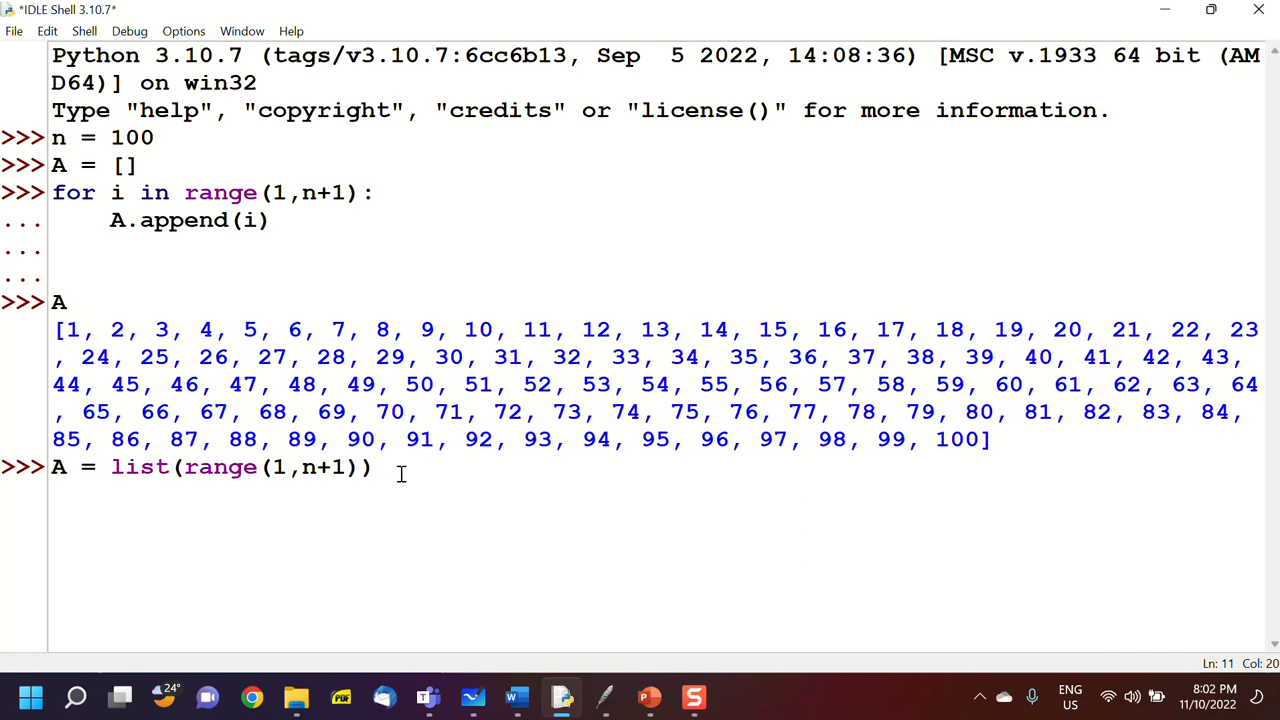 *IDLE Shell 3.10.7*
File Edit Shell Debug Options Window Help
Python 3.10.7 (tags/v3.10.7:6cc6b13, Sep  5 2022, 14:08:36) [MSC v.1933 64 bit (AM
D64)] on win32
Type "help", "copyright", "credits" or "license()" for more information.
>>> n = 100
>>> A = []
>>> for i in range(1,n+1):
...     A.append(i)
...
...
>>> A
[1, 2, 3, 4, 5, 6, 7, 8, 9, 10, 11, 12, 13, 14, 15, 16, 17, 18, 19, 20, 21, 22, 23
, 24, 25, 26, 27, 28, 29, 30, 31, 32, 33, 34, 35, 36, 37, 38, 39, 40, 41, 42, 43,
44, 45, 46, 47, 48, 49, 50, 51, 52, 53, 54, 55, 56, 57, 58, 59, 60, 61, 62, 63, 64
, 65, 66, 67, 68, 69, 70, 71, 72, 73, 74, 75, 76, 77, 78, 79, 80, 81, 82, 83, 84,
85, 86, 87, 88, 89, 90, 91, 92, 93, 94, 95, 96, 97, 98, 99, 100]
>>> A = list(range(1,n+1))
Ln: 11 Col: 20
24°
PDF
ENG
US
8:02 PM
11/10/2022